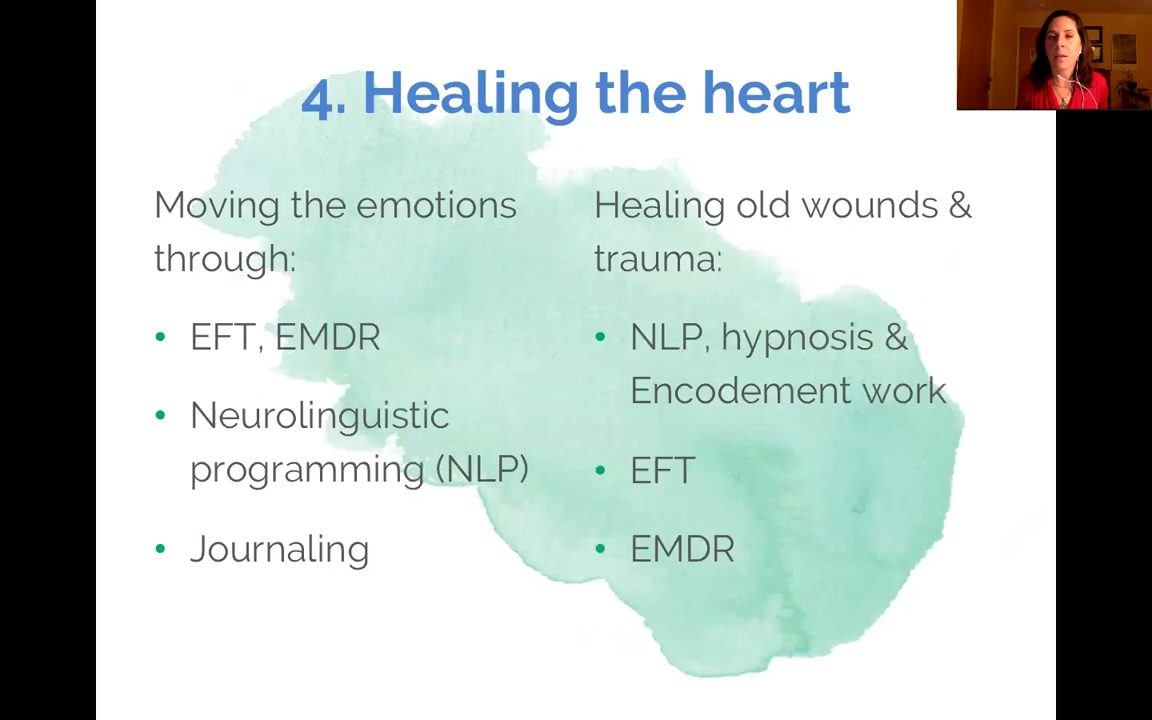 4. Healing the heart
Moving the emotions
through:
• EFT, EMDR
• Neurolinguistic
programming (NLP)
• Journaling
Healing old wounds &
trauma:
• NLP, hypnosis &
Encodement work
• EFT
• EMDR